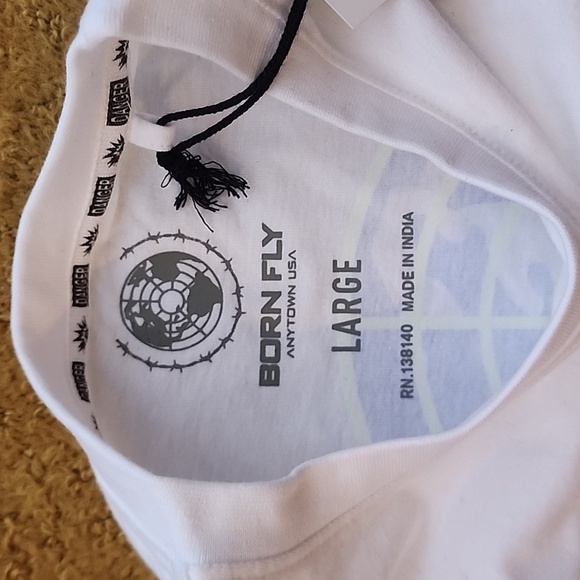 DANGER
DANGER
DANGER
DANGER
BORN FLY
ANYTOWN USA
LARGE
RN.138140 MADE IN INDIA